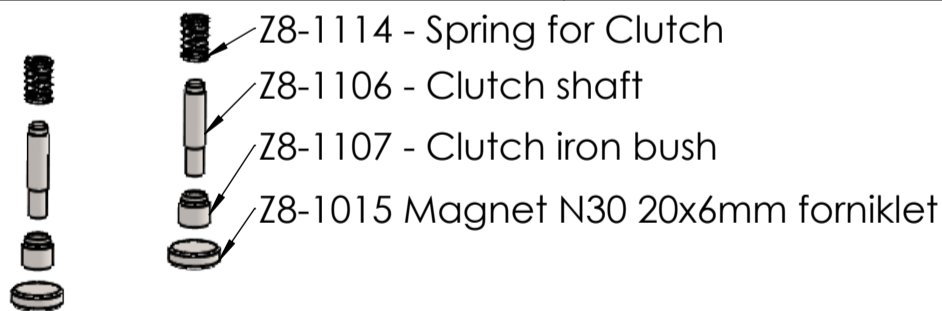 Z8-1114 - Spring for Clutch
Z8-1106 - Clutch shaft
Z8-1107 - Clutch iron bush
Z8-1015 Magnet N30 20x6mm forniklet